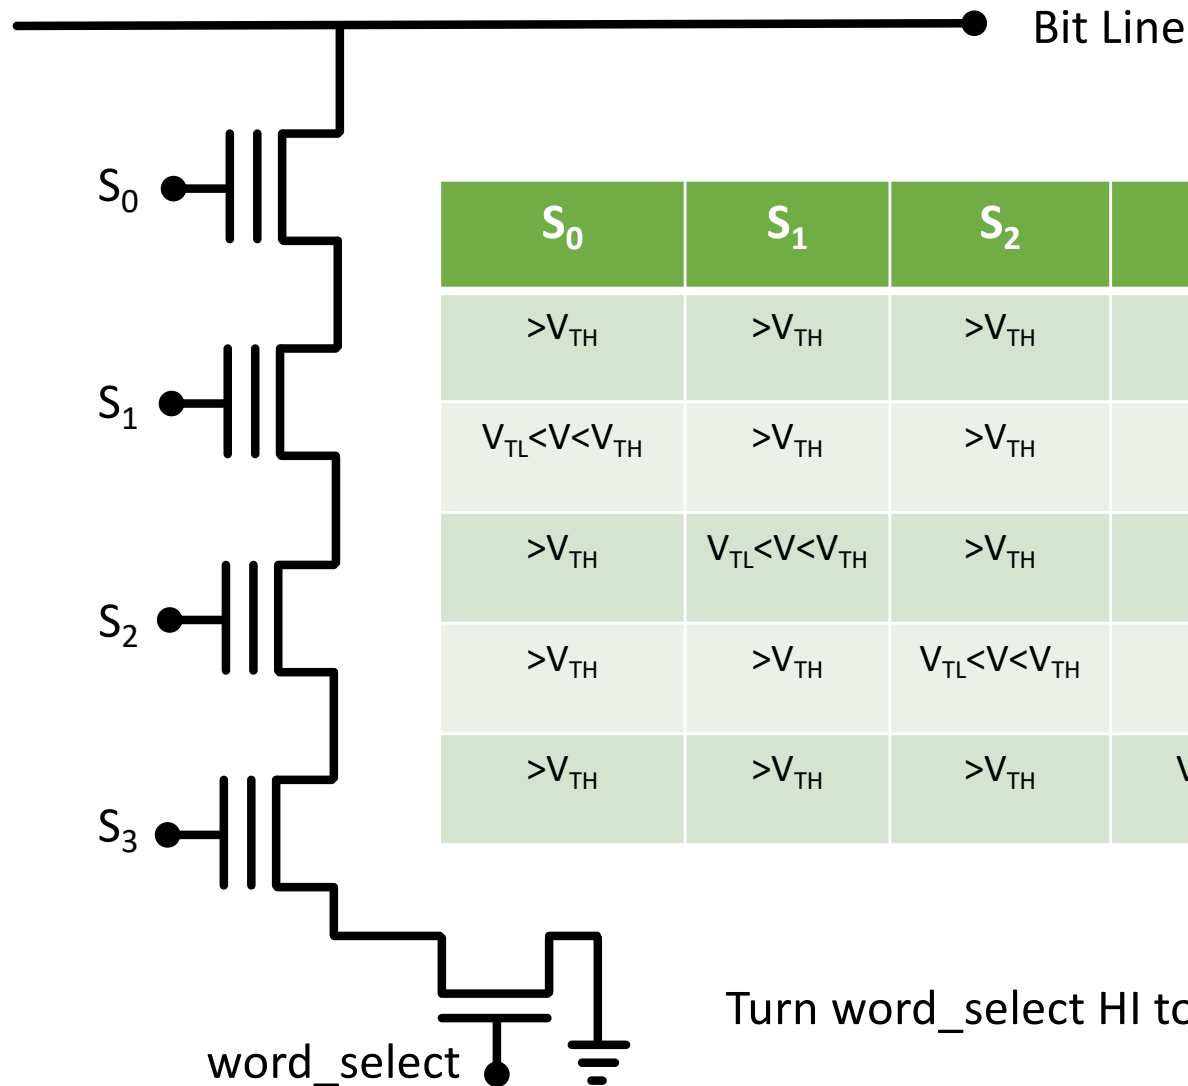 Bit Line
S0
S0 S1 S2
>VTH >VTH >VTH
S1
VTL<V<VTH >VTH >VTH
>VTH VTL<V<VTH >VTH
S2
>VTH >VTH VTL<V<VTH
>VTH >VTH >VTH V
S3
Turn word_select HI to
word_select